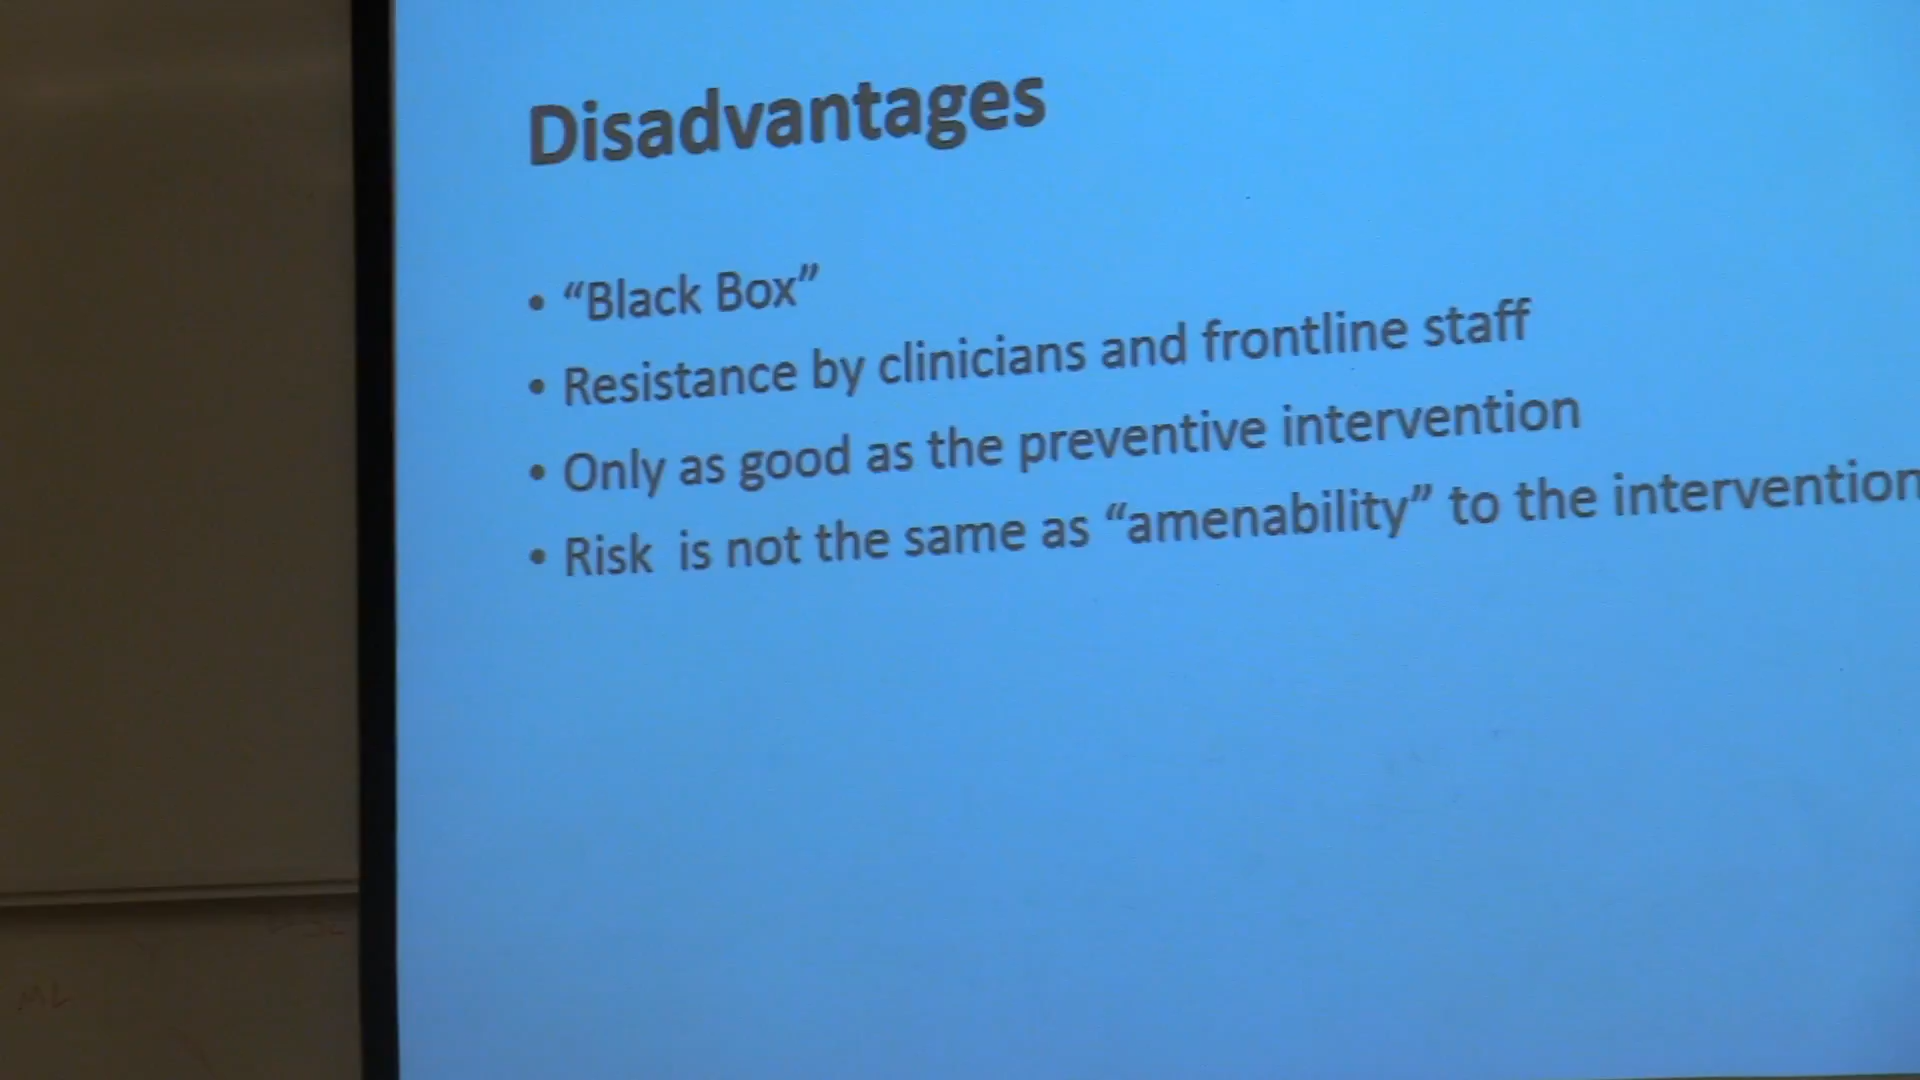 Disadvantages
• “Black Box”
• Resistance by clinicians and frontline staff
• Only as good as the preventive intervention
• Risk is not the same as “amenability” to the intervention
ML